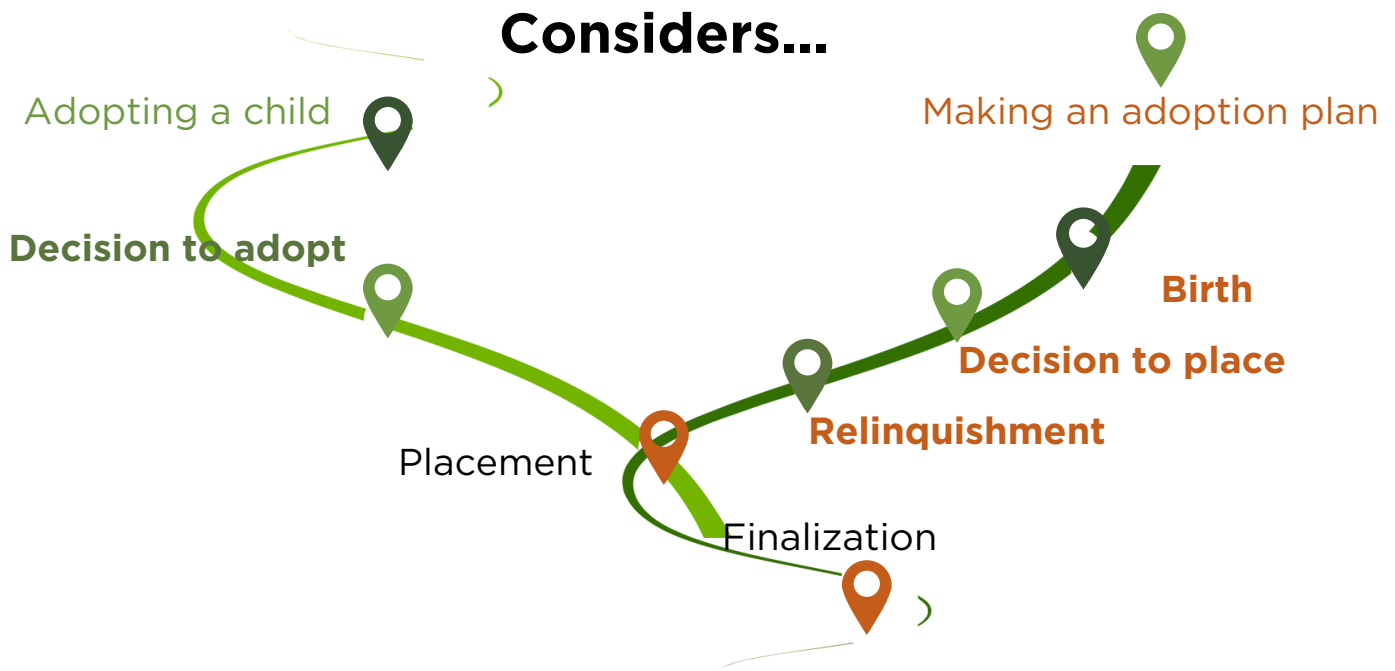 Considers...
Adopting a child
Making an adoption plan
Decision to adopt
Birth
Decision to place
Relinquishment
Placement
Finalization